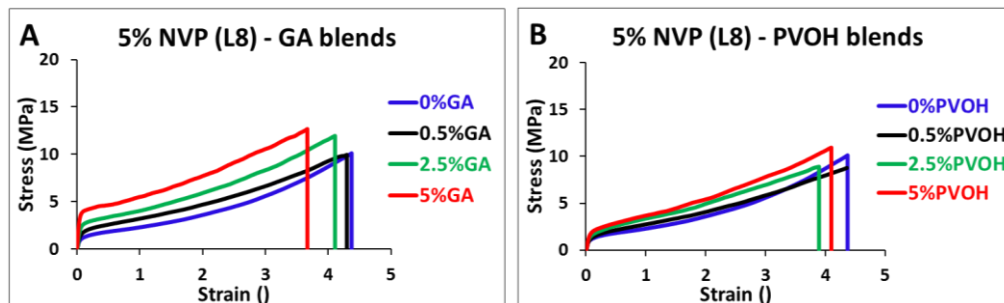 A
5% NVP (L8) - GA blends
20
15
10
5
0
Stress (MPa)
0 1 2 3 4 5
Strain ()
0%GA
0.5%GA
2.5%GA
5%GA
B
5% NVP (L8) - PVOH blends
20
15
10
5
0
Stress (MPa)
0 1 2 3 4 5
Strain ()
0%PVOH
0.5%PVOH
2.5%PVOH
5%PVOH